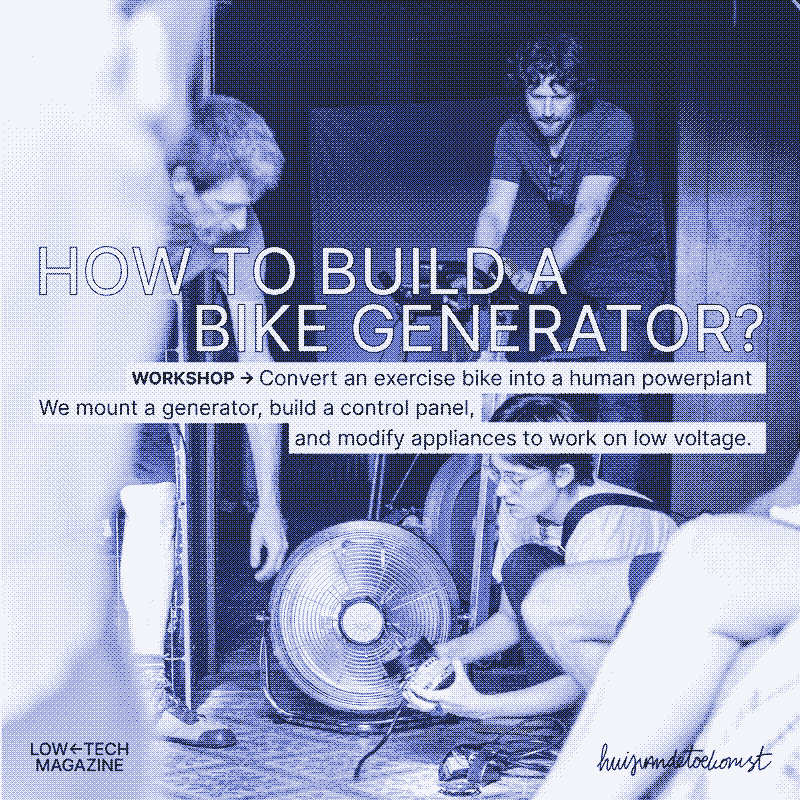 HOW TO BUILD A
BIKE GENERATOR?
WORKSHOP → Convert an exercise bike into a human powerplant
We mount a generator, build a control panel,
and modify appliances to work on low voltage.
LOW←TECH
MAGAZINE
huisvandetoekomst